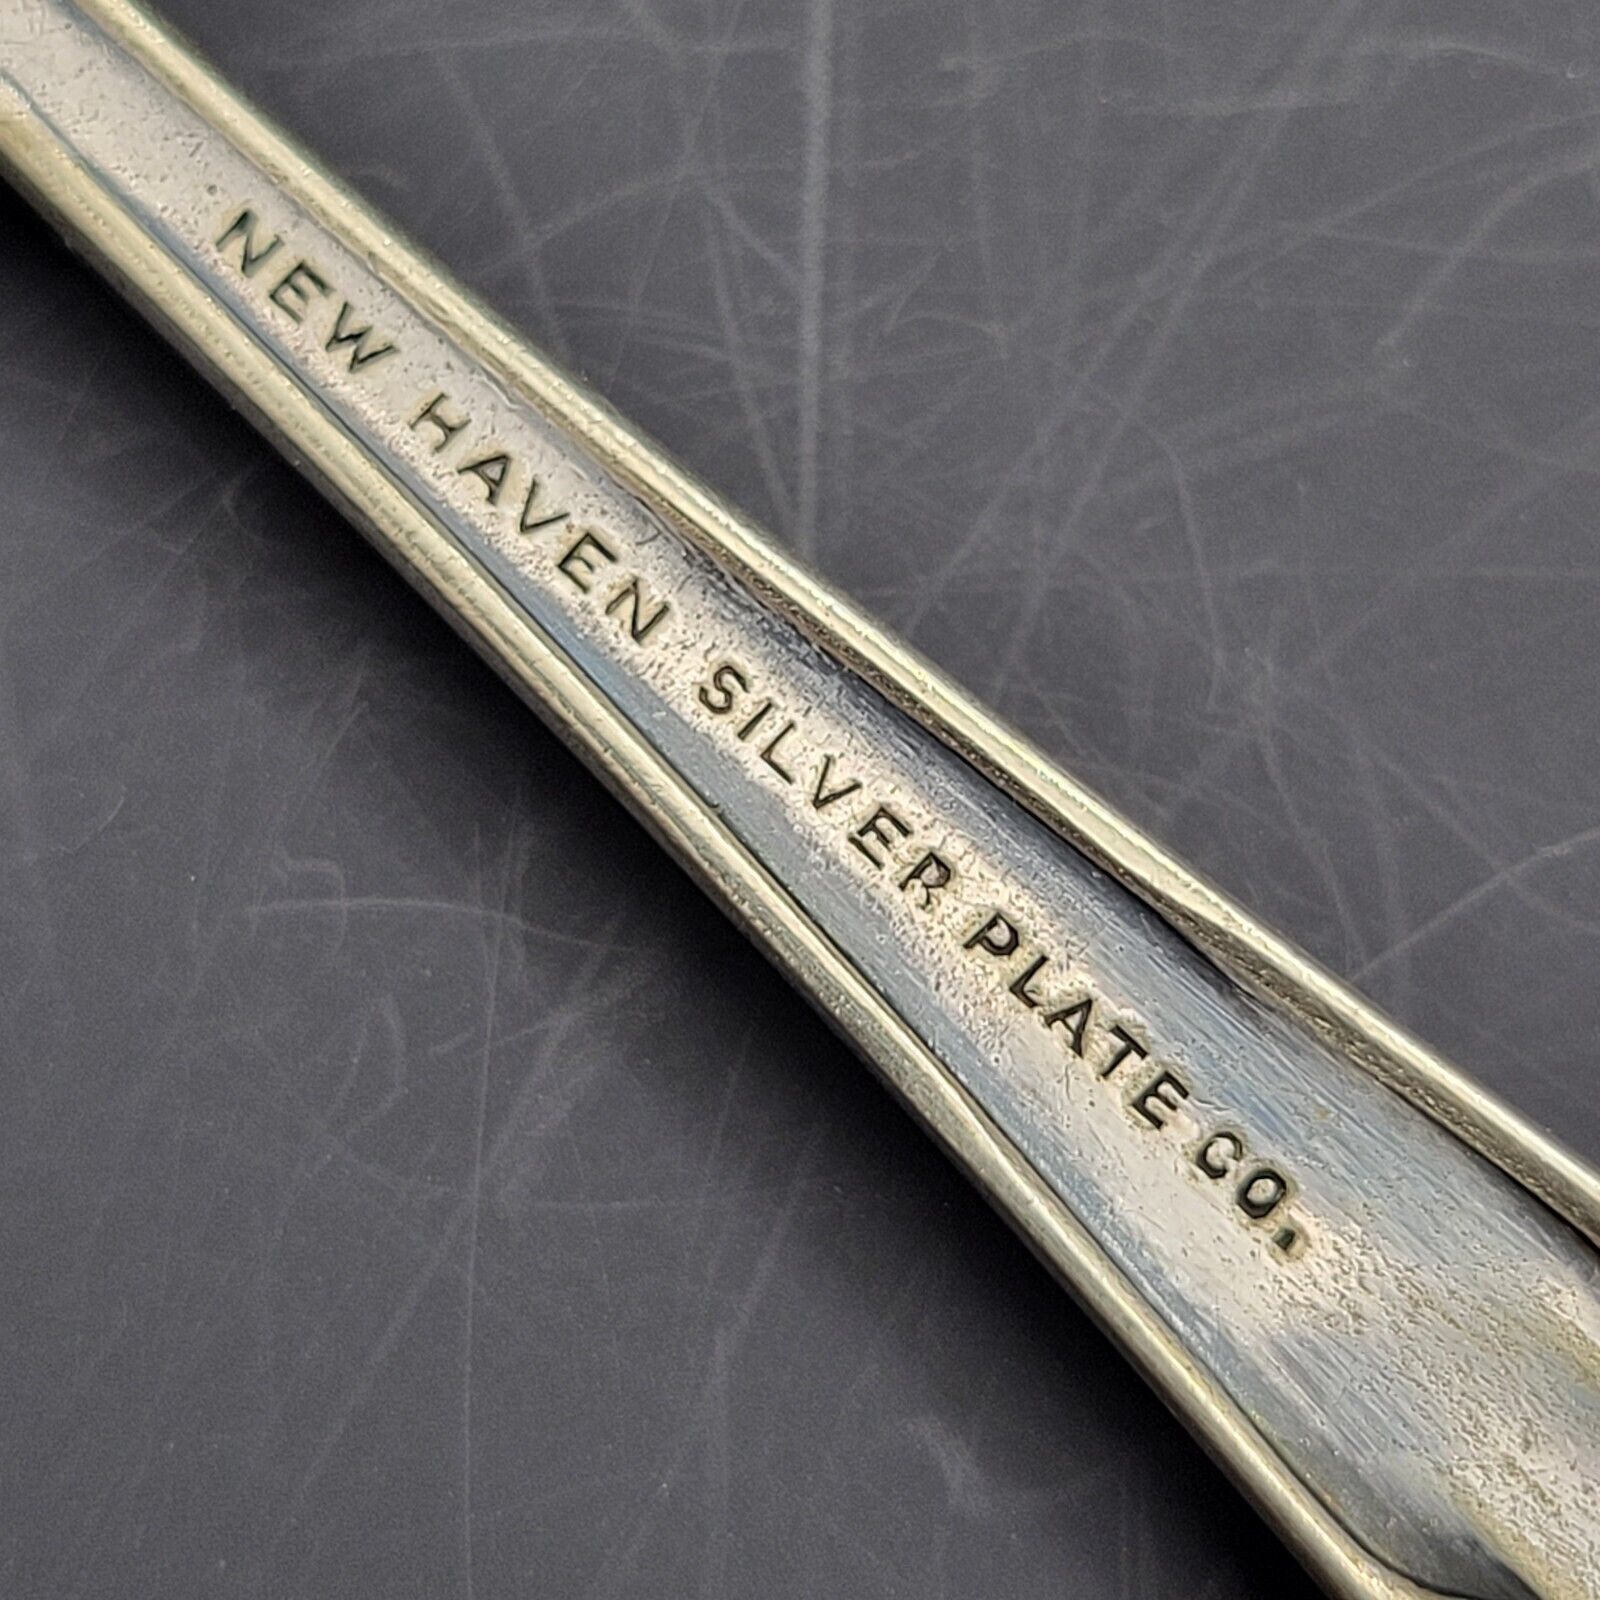 NEW HAVEN SILVER PLATE CO.